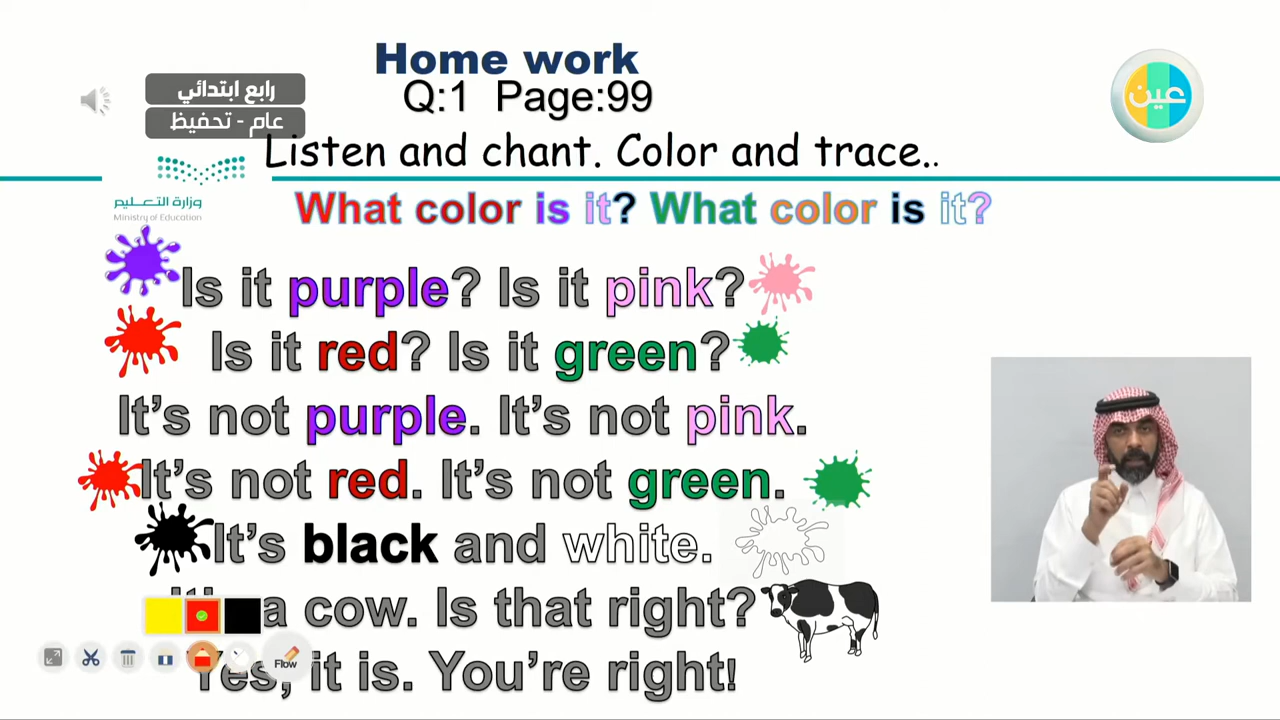 Home work
Q:1 Page:99
رابع ابتدائي
عام - تحفيظ
عين
Listen and chant. Color and trace..
وزارة التعليم
Ministry of Education
What color is it? What color is it?
Is it purple? Is it pink?
Is it red? Is it green?
It's not purple. It's not pink.
It's not red. It's not green.
It's black and white.
a cow. Is that right?
Yes, it is. You're right!
Flow